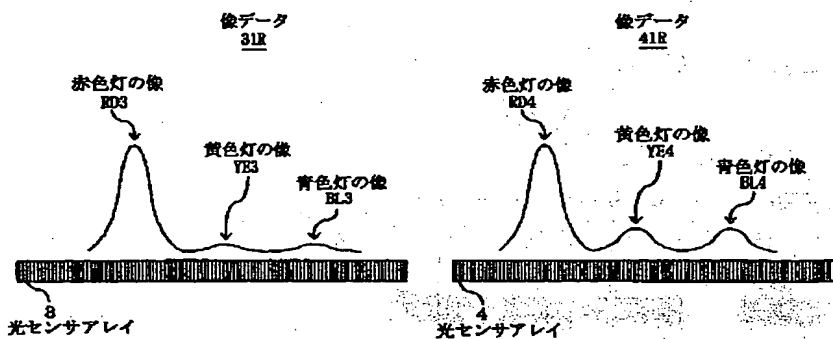 像データ
31R
赤色灯の像
RD3
黄色灯の像
YE3
青色灯の像
BL3
3
光センサアレイ
像データ
41R
赤色灯の像
RD4
黄色灯の像
YE4
青色灯の像
BL4
4
光センサアレイ